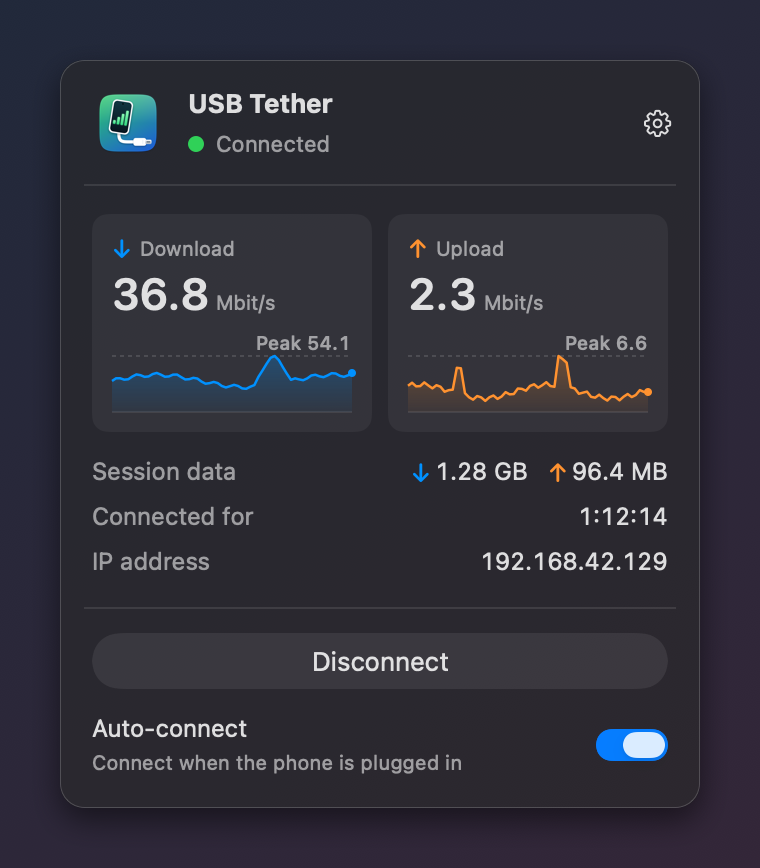 USB Tether
Connected
Download
36.8 Mbit/s
Peak 54.1
Upload
2.3 Mbit/s
Peak 6.6
Session data ↓ 1.28 GB ↑ 96.4 MB
Connected for 1:12:14
IP address 192.168.42.129
Disconnect
Auto-connect
Connect when the phone is plugged in